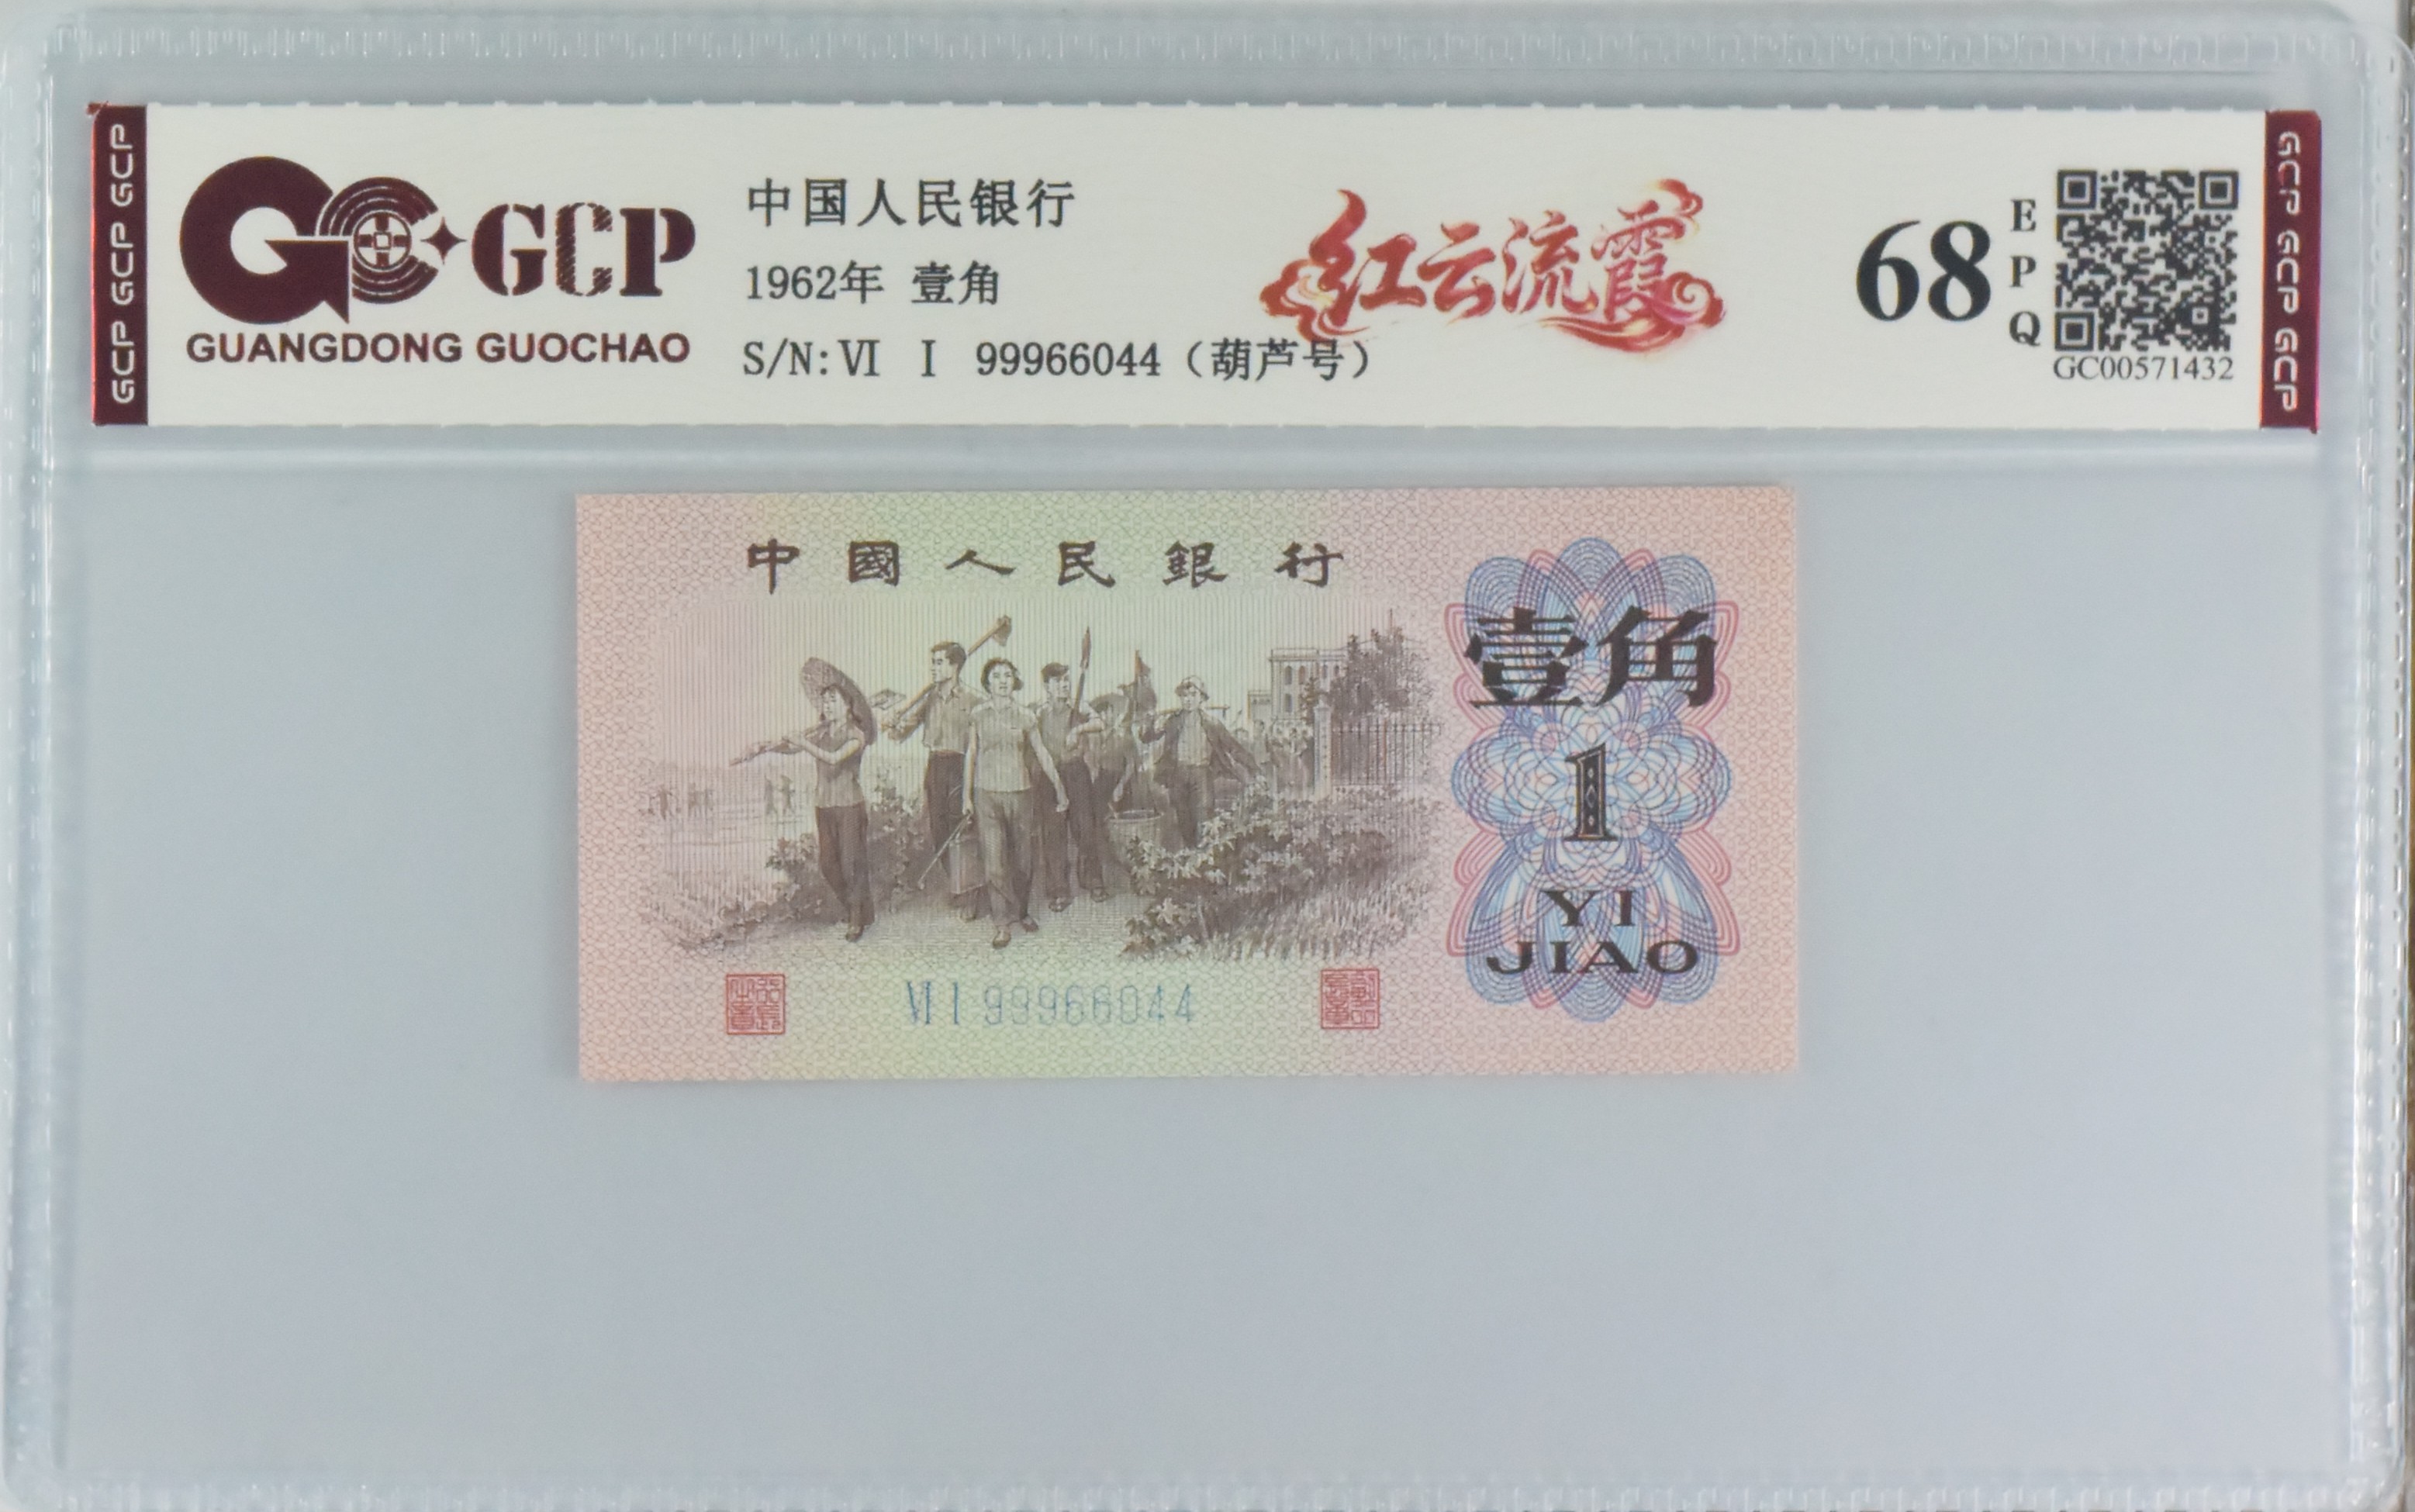 GCP GCP GCP
GCP
GUANGDONG GUOCHAO
中国人民银行
1962年 壹角
S/N:Ⅵ Ⅰ 99966044（葫芦号）
红云流霞
68
E
P
Q
GC00571432
GCP GCP GCP
中國人民銀行
壹角
1
YI
JIAO
Ⅵ Ⅰ 99966044